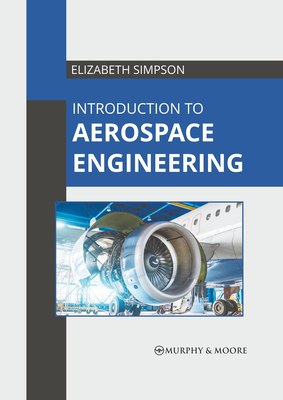 ELIZABETH SIMPSON
INTRODUCTION TO
AEROSPACE
ENGINEERING
MURPHY & MOORE